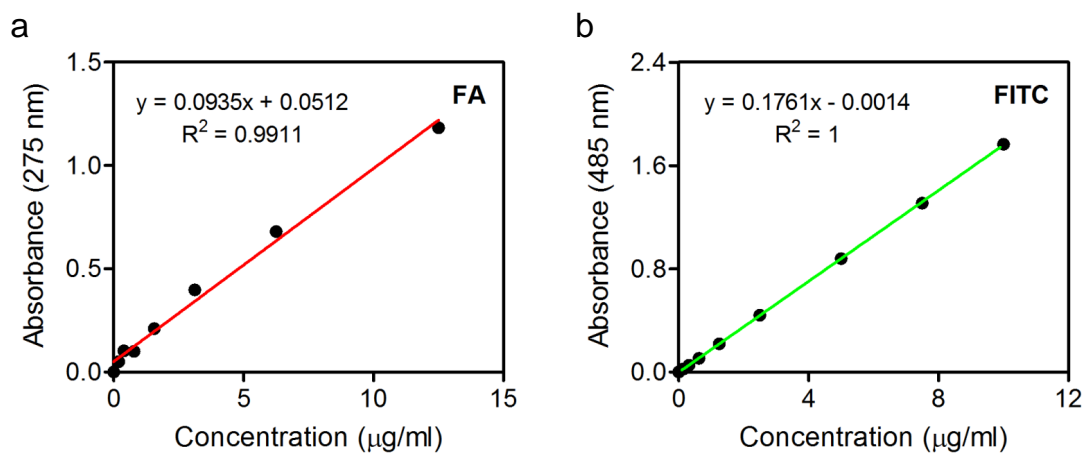 a
1.5
1.0
0.5
0.0
0
5
10
15
Absorbance (275 nm)
Concentration (μg/ml)
y = 0.0935x + 0.0512
R² = 0.9911
FA
b
2.4
1.6
0.8
0.0
0
4
8
12
Absorbance (485 nm)
Concentration (μg/ml)
y = 0.1761x - 0.0014
R² = 1
FITC